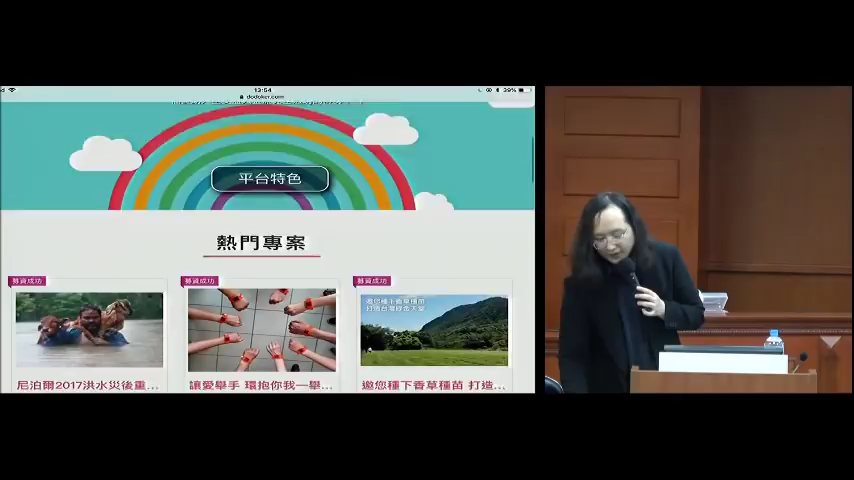 13:54
39%
dodoker.com
平台特色
熱門專案
募資成功
募資成功
募資成功
邀您種下香草種苗
打造台灣綠金天堂
尼泊爾2017洪水災後重...
讓愛舉手 環抱你我一舉...
邀您種下香草種苗 打造...